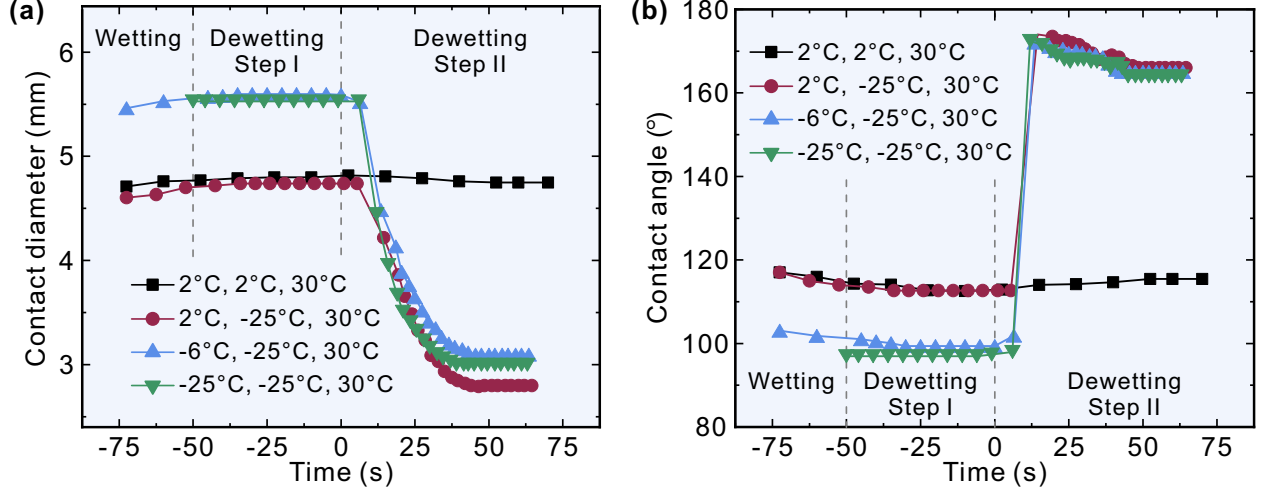 (a)
Contact diameter (mm)
6
5
4
3
Wetting
Dewetting
Step I
Dewetting
Step II
2°C, 2°C, 30°C
2°C, -25°C, 30°C
-6°C, -25°C, 30°C
-25°C, -25°C, 30°C
-75 -50 -25 0 25 50 75
Time (s)
(b)
Contact angle (°)
180
160
140
120
100
80
2°C, 2°C, 30°C
2°C, -25°C, 30°C
-6°C, -25°C, 30°C
-25°C, -25°C, 30°C
Wetting
Dewetting
Step I
Dewetting
Step II
-75 -50 -25 0 25 50 75
Time (s)